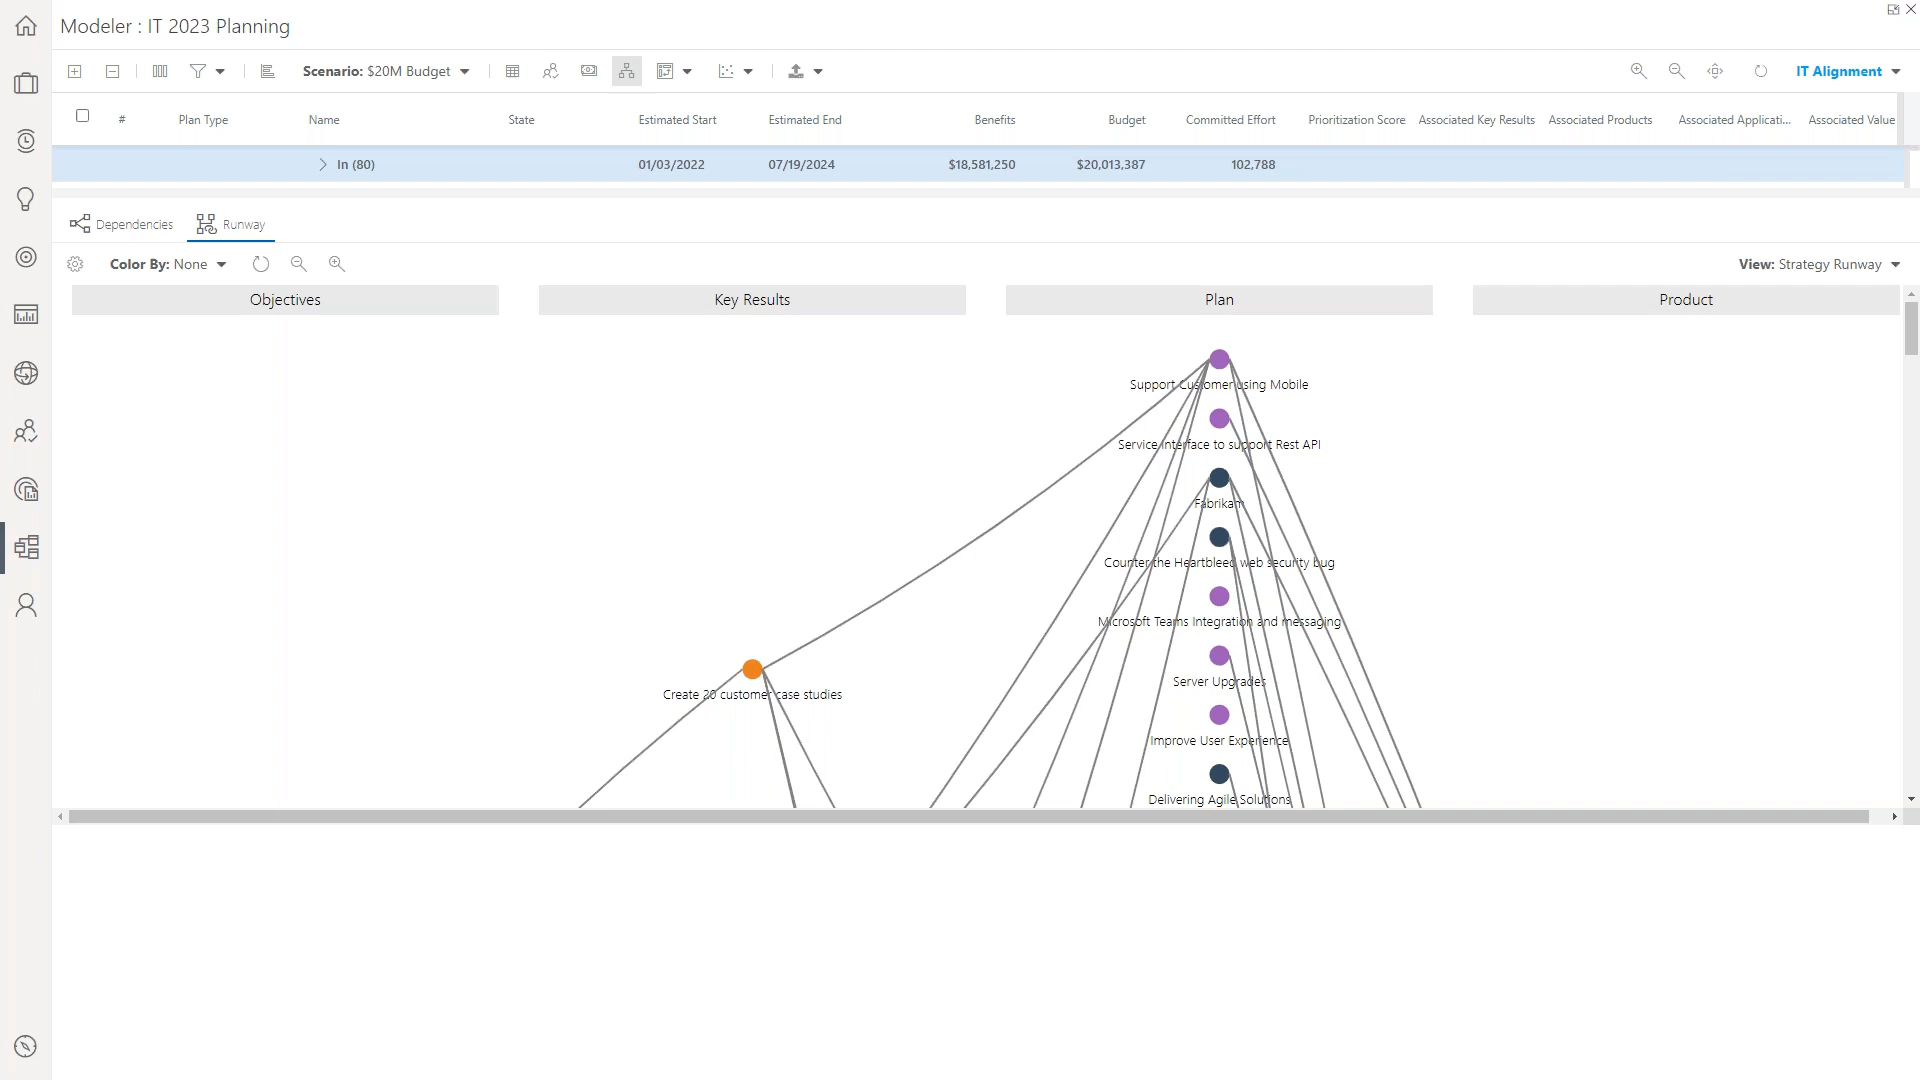 Modeler : IT 2023 Planning
Scenario: $20M Budget
IT Alignment
# Plan Type Name State Estimated Start Estimated End Benefits Budget Committed Effort Prioritization Score Associated Key Results Associated Products Associated Applicati... Associated Value
In (80) 01/03/2022 07/19/2024 $18,581,250 $20,013,387 102,788
Dependencies Runway
Color By: None View: Strategy Runway
Objectives Key Results Plan Product
Support Customer using Mobile
Service Interface to support Rest API
Fabrikam
Counter the Heartbleed web security bug
Microsoft Teams Integration and messaging
Server Upgrades
Create 20 customer case studies
Improve User Experience
Delivering Agile Solutions